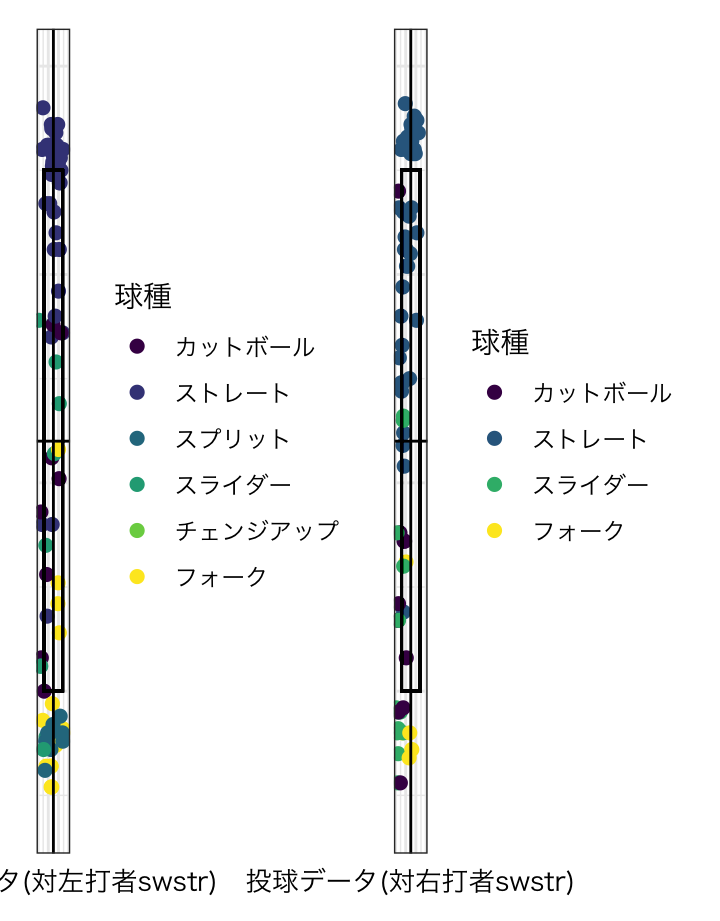 球種
カットボール
ストレート
スプリット
スライダー
チェンジアップ
フォーク
球種
カットボール
ストレート
スライダー
フォーク
タ(対左打者swstr)
投球データ(対右打者swstr)